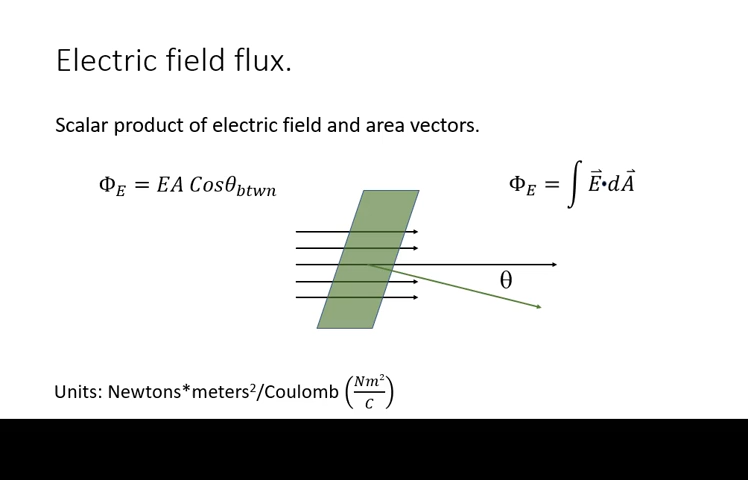 Electric field flux.
Scalar product of electric field and area vectors.
Φ_E = EA Cosθ_btwn
Φ_E = ∫ E⃗•dA⃗
θ
Units: Newtons*meters²/Coulomb (Nm²/C)